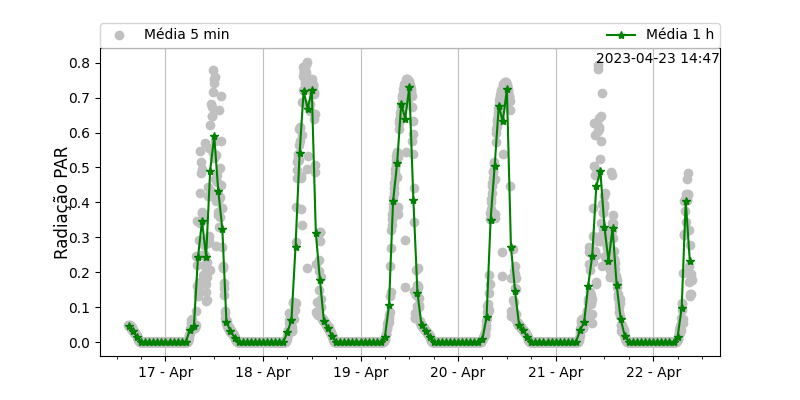 Média 5 min
Média 1 h
2023-04-23 14:47
Radiação PAR
0.8
0.7
0.6
0.5
0.4
0.3
0.2
0.1
0.0
17 - Apr
18 - Apr
19 - Apr
20 - Apr
21 - Apr
22 - Apr